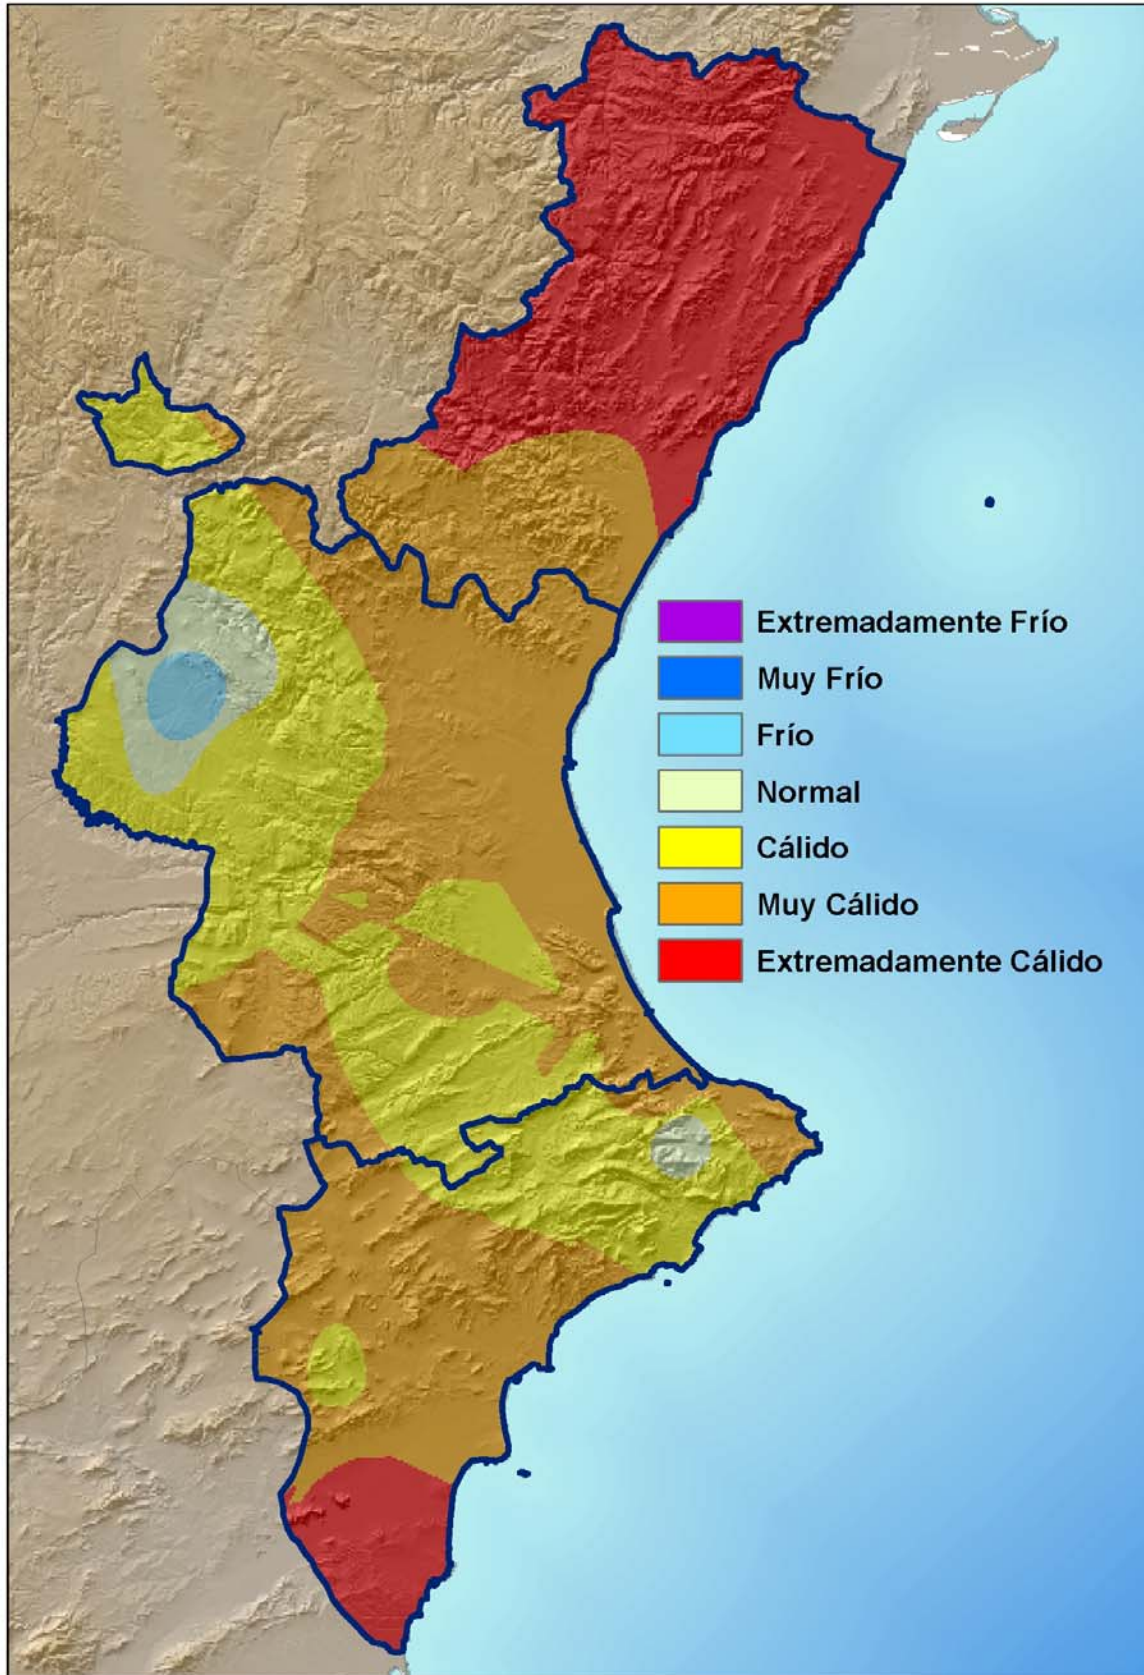 Extremadamente Frío
Muy Frío
Frío
Normal
Cálido
Muy Cálido
Extremadamente Cálido